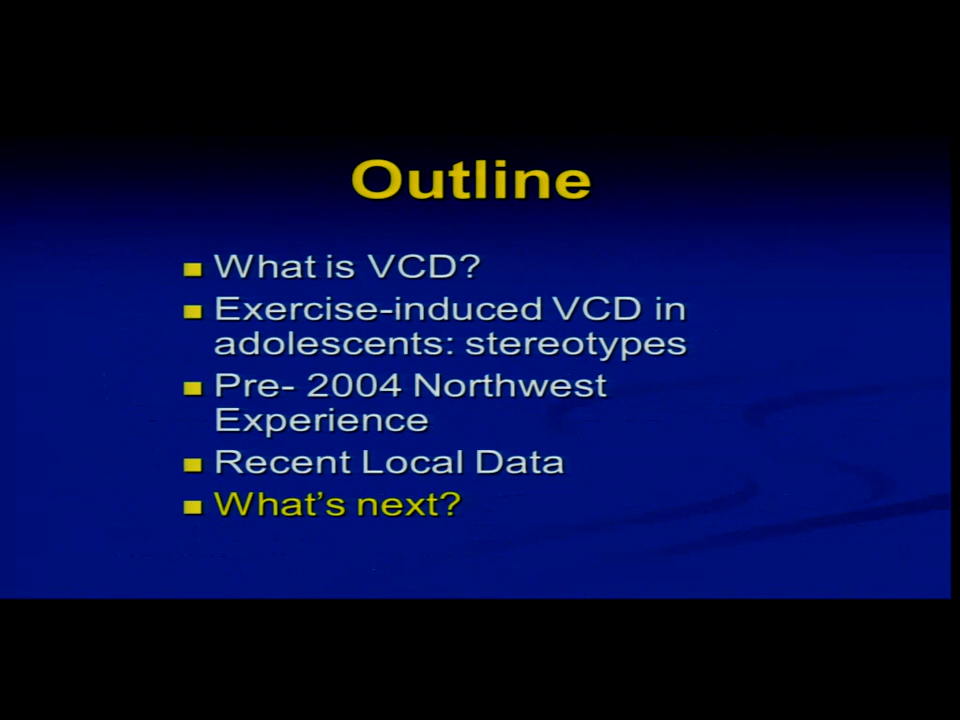 Outline
What is VCD?
Exercise-induced VCD in
adolescents: stereotypes
Pre- 2004 Northwest
Experience
Recent Local Data
What's next?